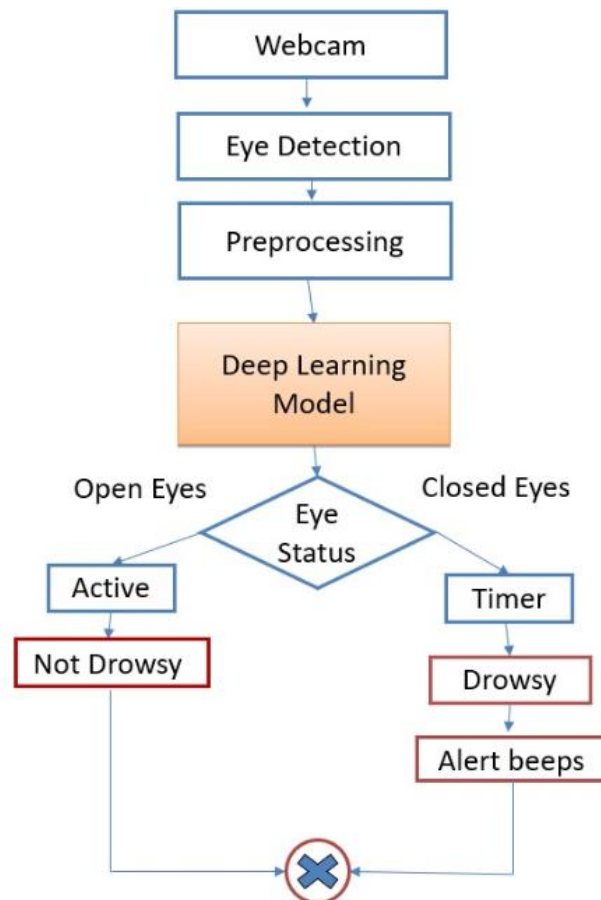 Webcam
Eye Detection
Preprocessing
Deep Learning
Model
Open Eyes
Closed Eyes
Eye
Status
Active
Timer
Not Drowsy
Drowsy
Alert beeps